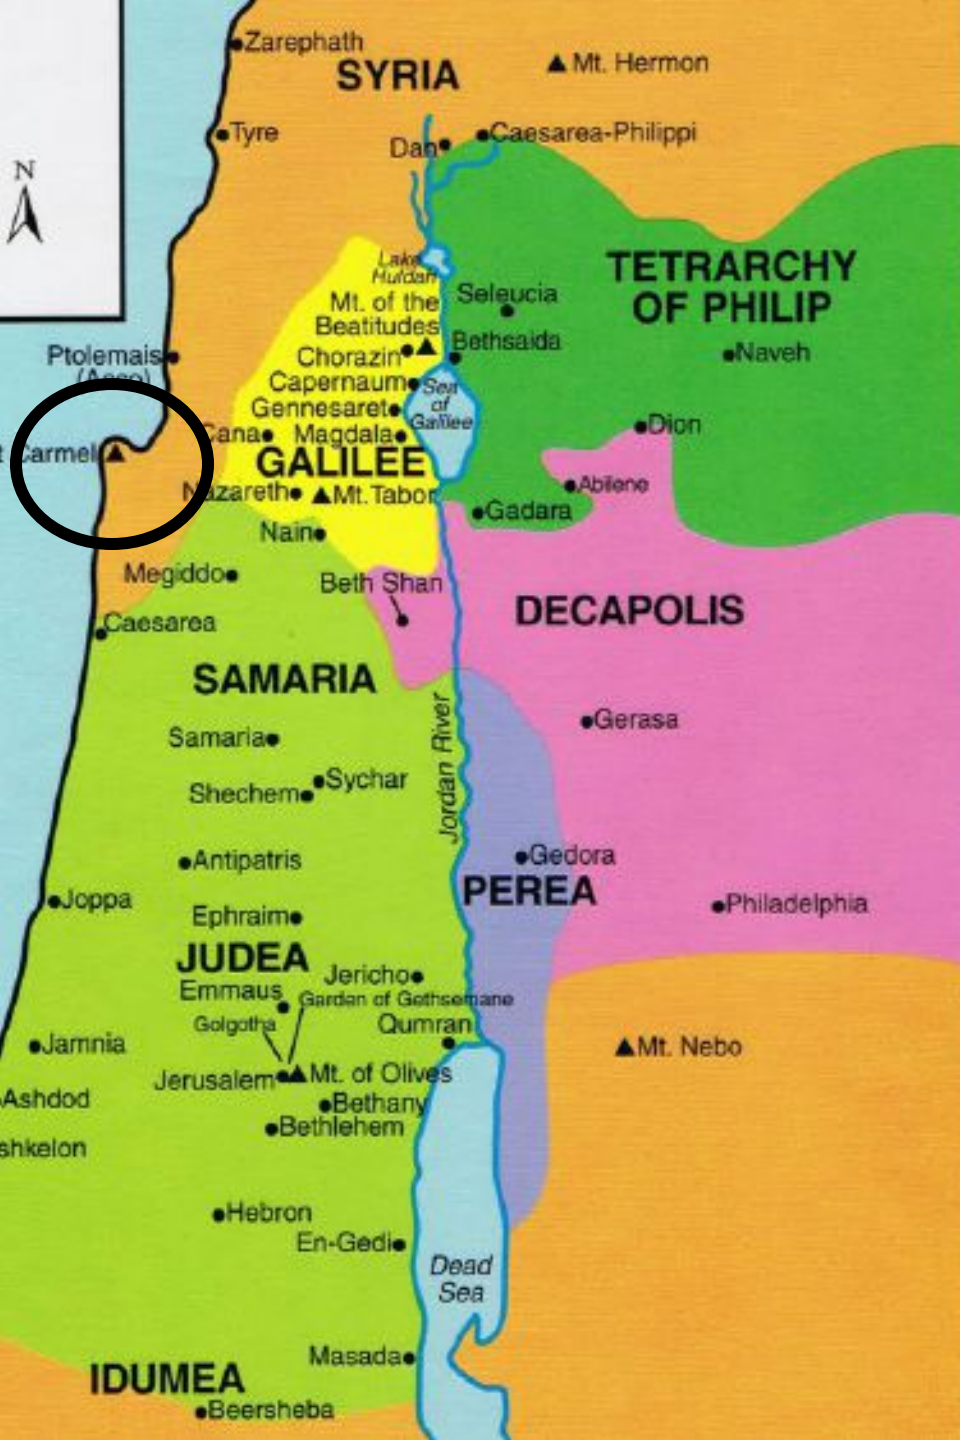 Zarephath
SYRIA
Mt. Hermon
Tyre
Dan
Caesarea-Philippi
N
Lake
Huldan
TETRARCHY
OF PHILIP
Mt. of the
Beatitudes
Seleucia
Ptolemais
(Acco)
Chorazin
Bethsaida
Naveh
Capernaum
Sea
of
Galilee
Gennesaret
Cana
Magdala
Dion
t Carmel
GALILEE
Nazareth
Mt. Tabor
Abilene
Gadara
Nain
Megiddo
Beth Shan
DECAPOLIS
Caesarea
SAMARIA
Jordan River
Gerasa
Samaria
Sychar
Shechem
Antipatris
Gedora
Joppa
PEREA
Philadelphia
Ephraim
JUDEA
Jericho
Emmaus
Garden of Gethsemane
Golgotha
Qumran
Jamnia
Mt. Nebo
Jerusalem
Mt. of Olives
Ashdod
Bethany
Bethlehem
shkelon
Hebron
En-Gedi
Dead
Sea
Masada
IDUMEA
Beersheba